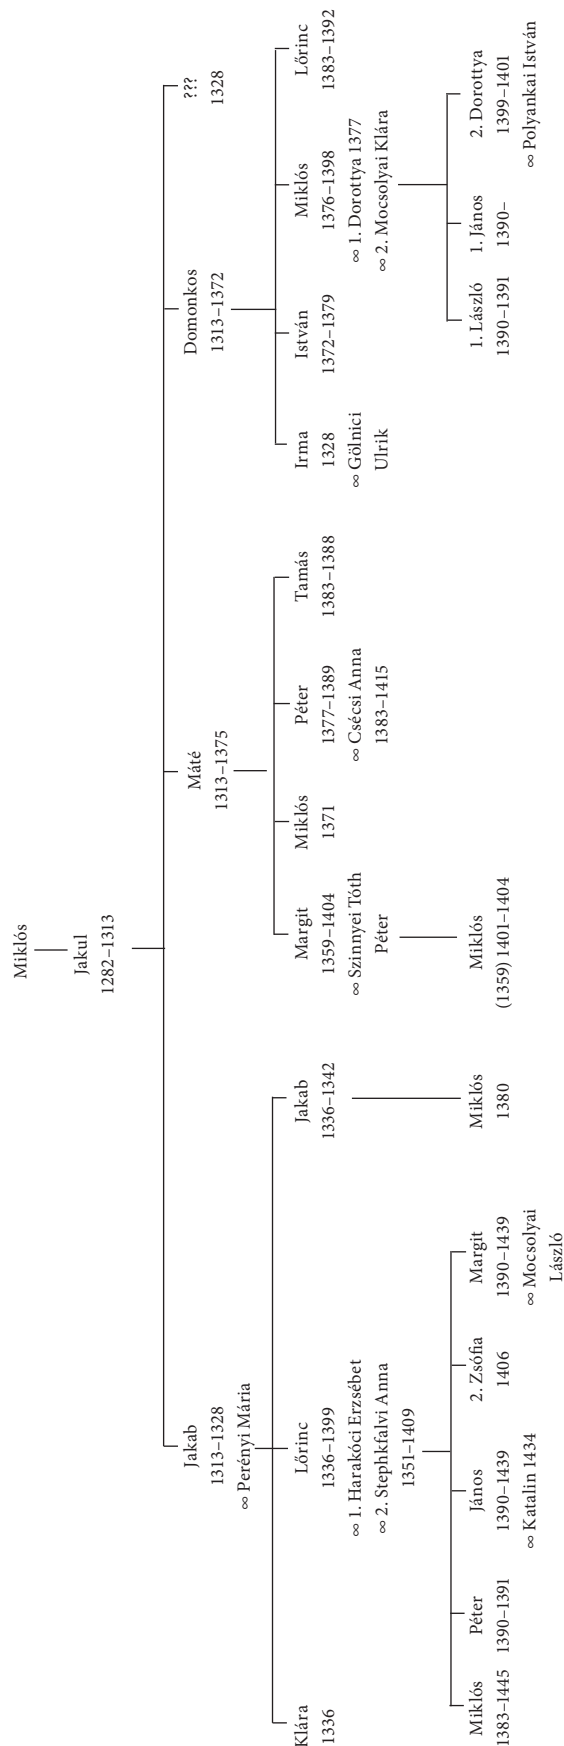 Miklós
Jakul
1282–1313
Jakab
1313–1328
∞ Perényi Mária
Máté
1313–1375
Domonkos
1313–1372
???
1328
Klára
1336
Lőrinc
1336–1399
∞ 1. Harakóci Erzsébet
∞ 2. Stephkfalvi Anna
1351–1409
Jakab
1336–1342
Margit
1359–1404
∞ Szinnyei Tóth
Péter
Miklós
1371
Péter
1377–1389
∞ Csécsi Anna
1383–1415
Tamás
1383–1388
Irma
1328
∞ Gölnici
Ulrik
István
1372–1379
Miklós
1376–1398
∞ 1. Dorottya 1377
∞ 2. Mocsolyai Klára
Lőrinc
1383–1392
Miklós
1383–1445
Péter
1390–1391
János
1390–1439
∞ Katalin 1434
2. Zsófia
1406
Margit
1390–1439
∞ Mocsolyai
László
Miklós
1380
Miklós
(1359) 1401–1404
1. László
1390–1391
1. János
1390–
2. Dorottya
1399–1401
∞ Polyankai István